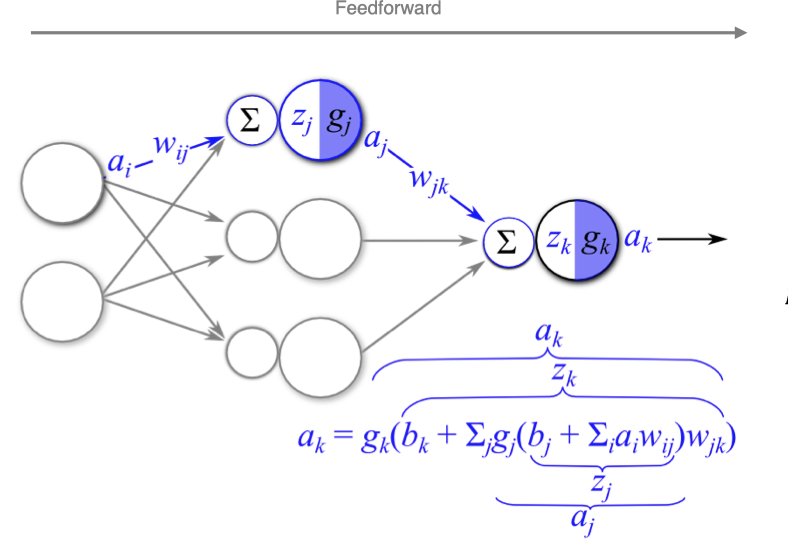 Feedforward
Σ z_j g_j
a_i w_ij a_j
w_jk
Σ z_k g_k a_k
a_k
z_k
a_k = g_k(b_k + Σ_j g_j(b_j + Σ_i a_i w_ij)w_jk)
z_j
a_j